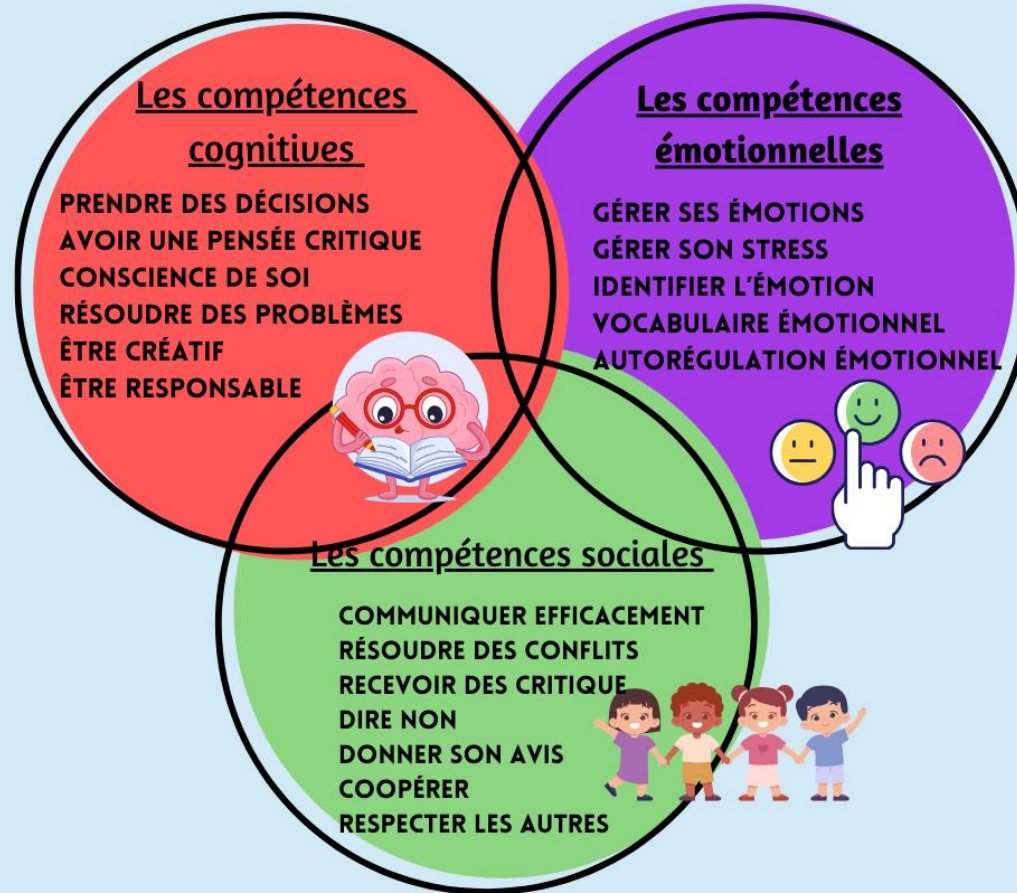 Les compétences
cognitives
PRENDRE DES DÉCISIONS
AVOIR UNE PENSÉE CRITIQUE
CONSCIENCE DE SOI
RÉSOUDRE DES PROBLÈMES
ÊTRE CRÉATIF
ÊTRE RESPONSABLE
Les compétences
émotionnelles
GÉRER SES ÉMOTIONS
GÉRER SON STRESS
IDENTIFIER L'ÉMOTION
VOCABULAIRE ÉMOTIONNEL
AUTORÉGULATION ÉMOTIONNEL
Les compétences sociales
COMMUNIQUER EFFICACEMENT
RÉSOUDRE DES CONFLITS
RECEVOIR DES CRITIQUE
DIRE NON
DONNER SON AVIS
COOPÉRER
RESPECTER LES AUTRES